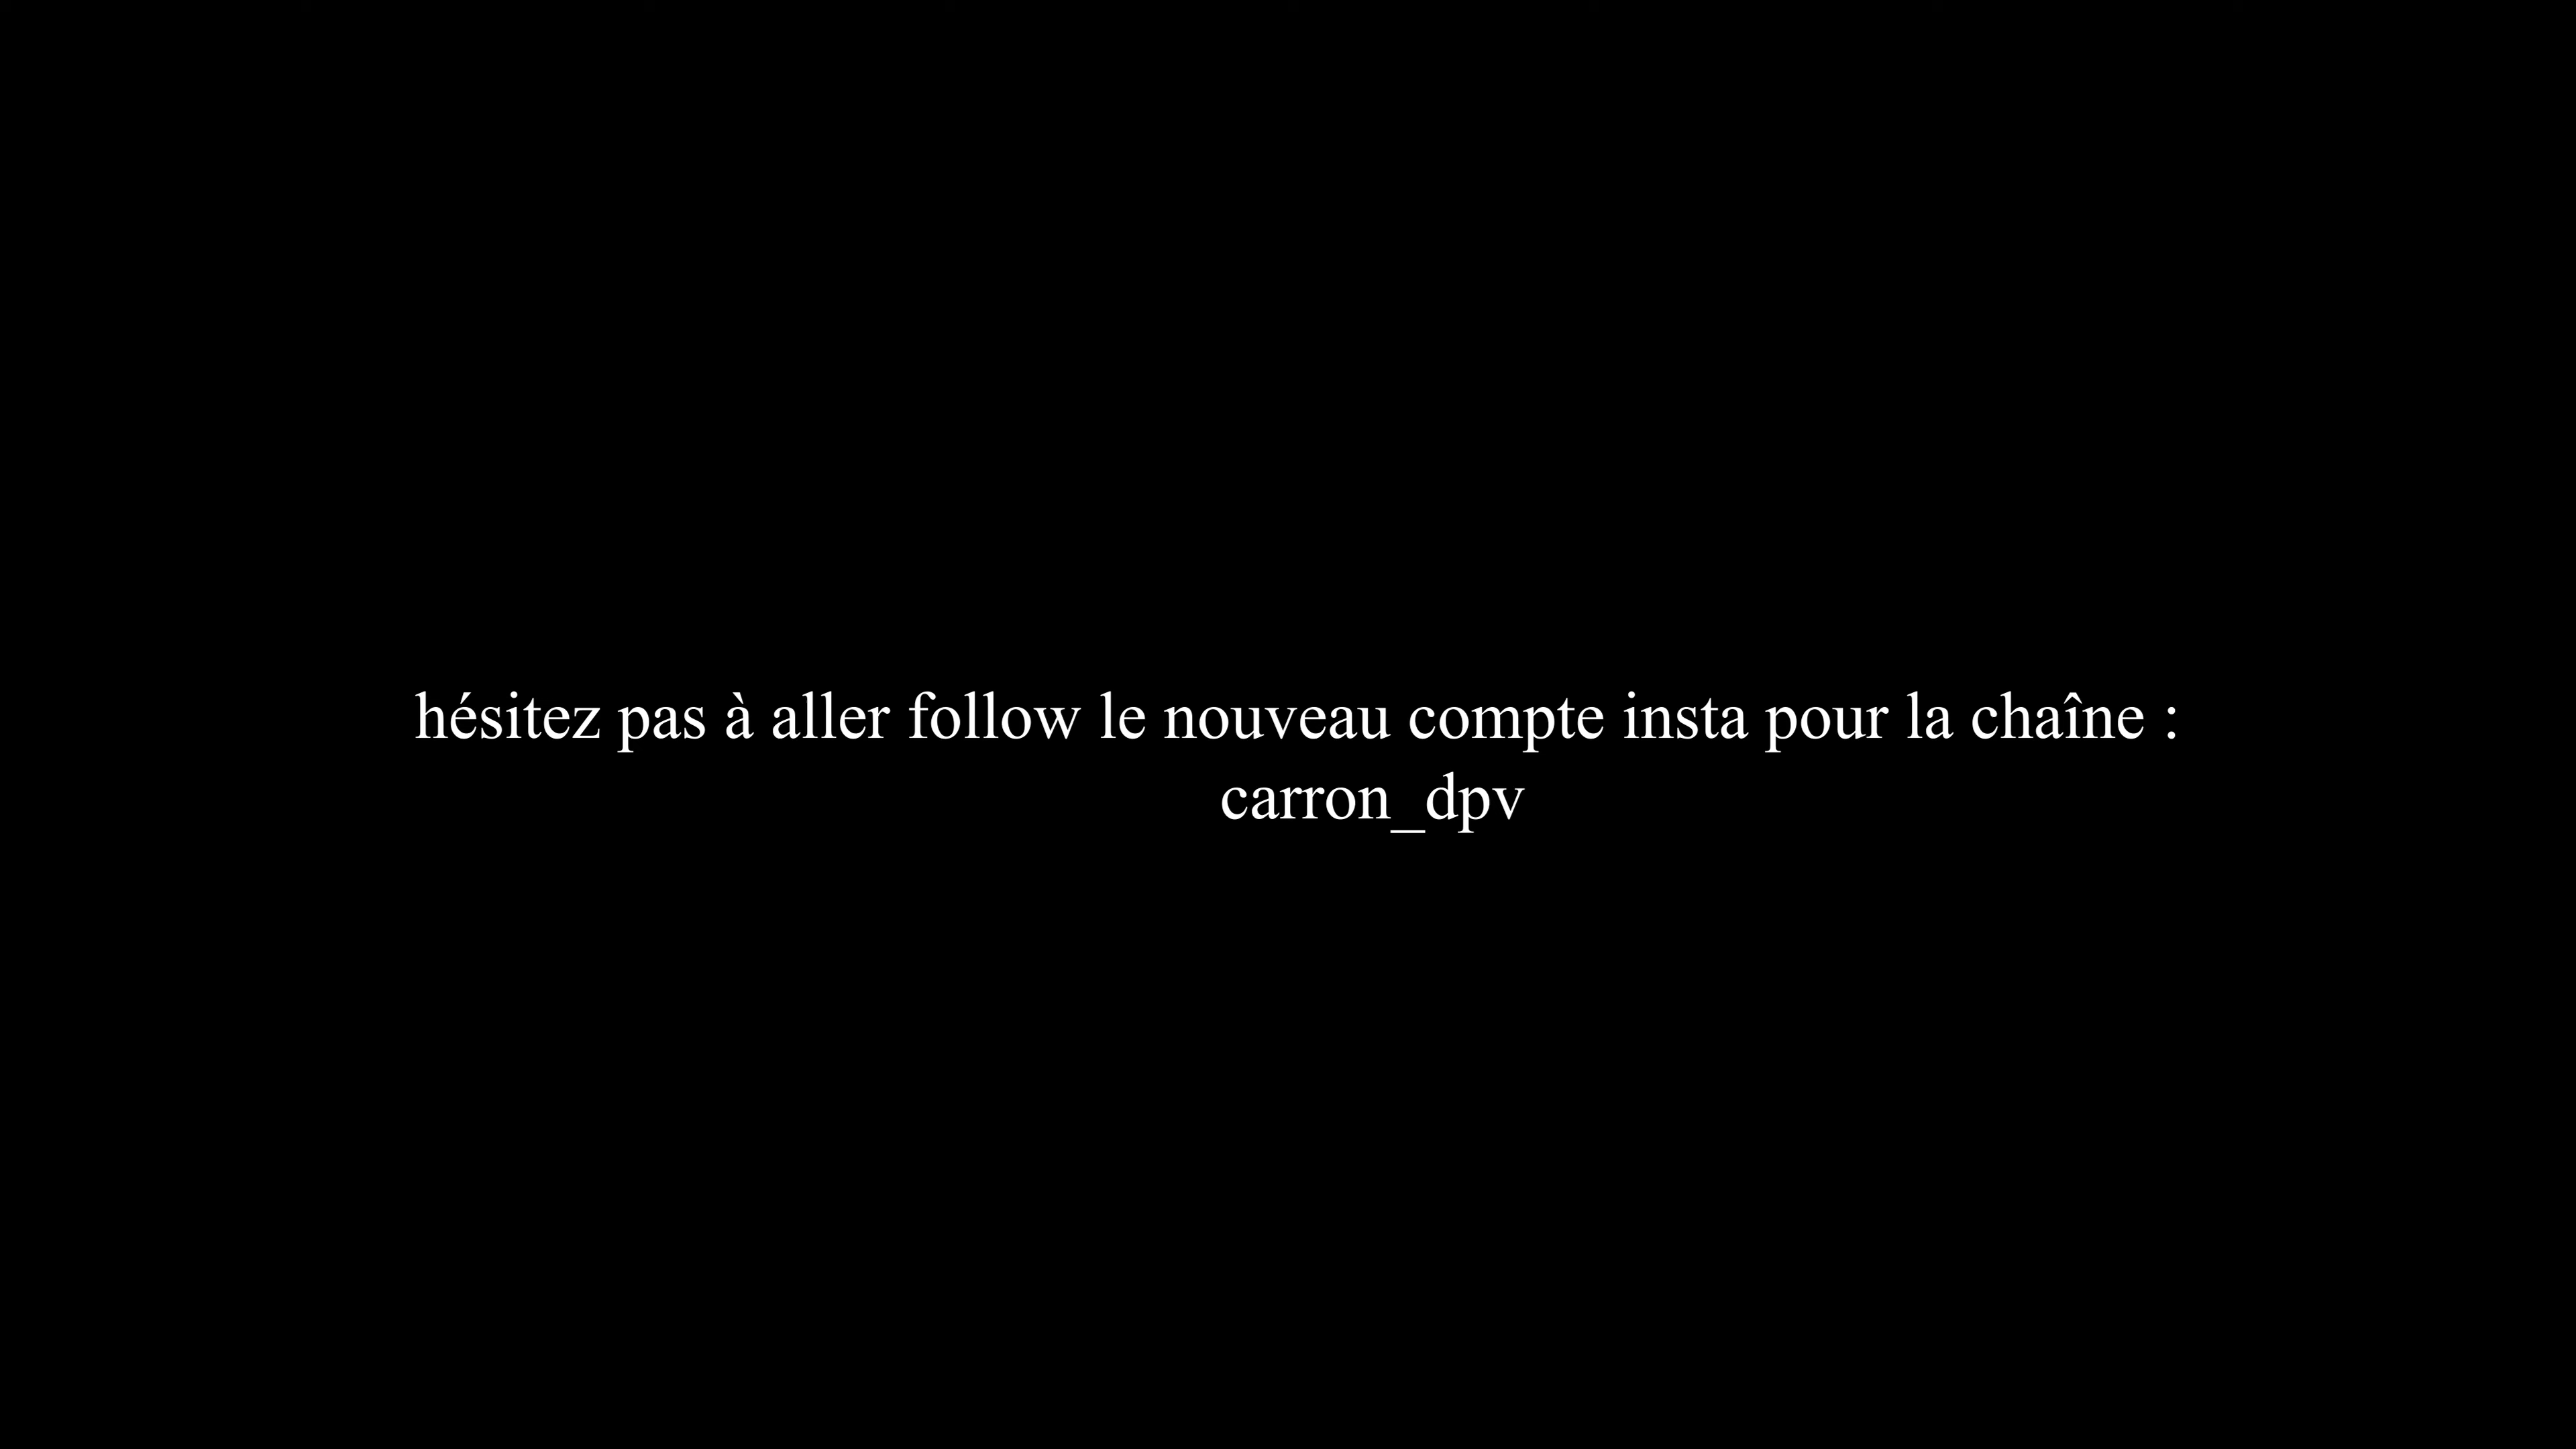 hésitez pas à aller follow le nouveau compte insta pour la chaîne :
carron_dpv